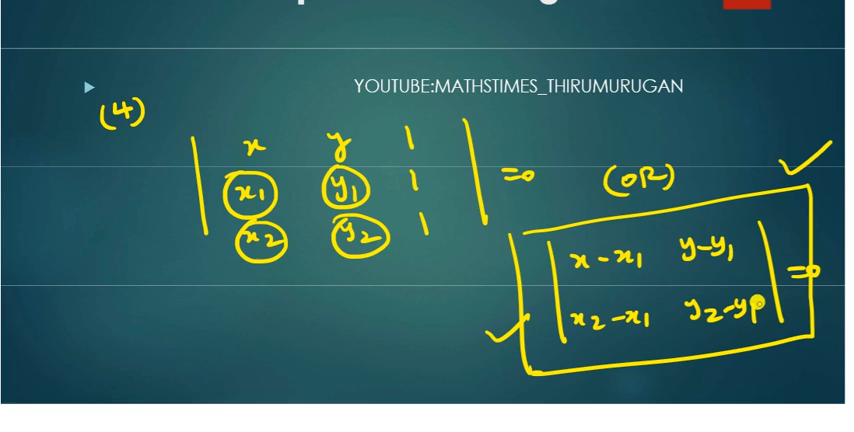 YOUTUBE:MATHSTIMES_THIRUMURUGAN
(4)
| x y 1 |
| x₁ y₁ 1 | =0 (OR)
| x₂ y₂ 1 |
| x-x₁ y-y₁ | =0
| x₂-x₁ y₂-y₁ |